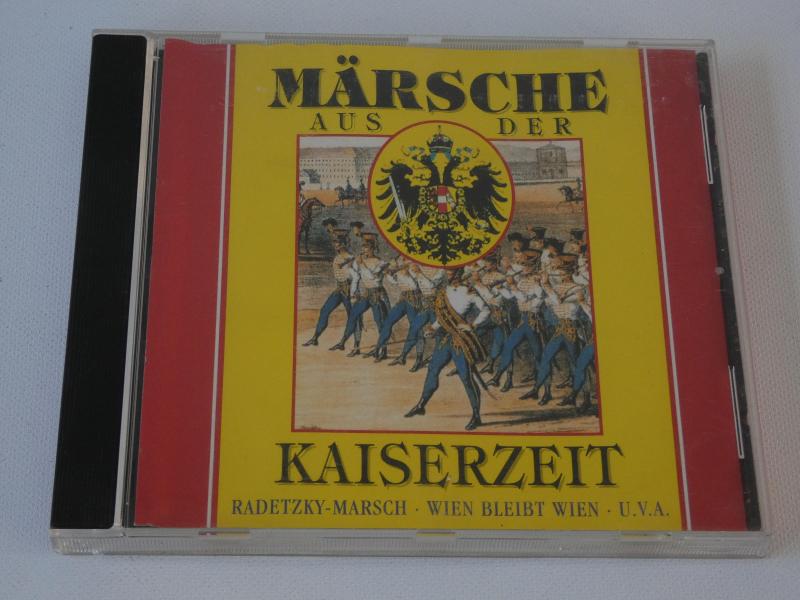 MÄRSCHE
AUS DER
KAISERZEIT
RADETZKY-MARSCH · WIEN BLEIBT WIEN · U.V.A.